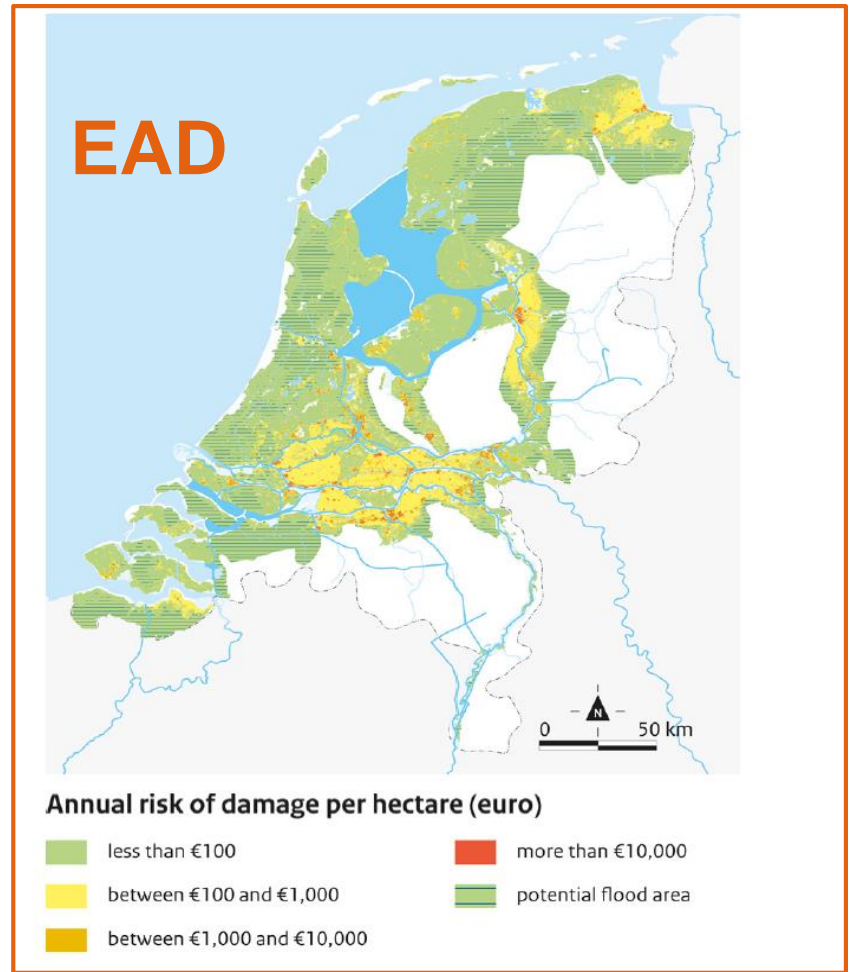 EAD
N
0 50 km
Annual risk of damage per hectare (euro)
less than €100
between €100 and €1,000
between €1,000 and €10,000
more than €10,000
potential flood area